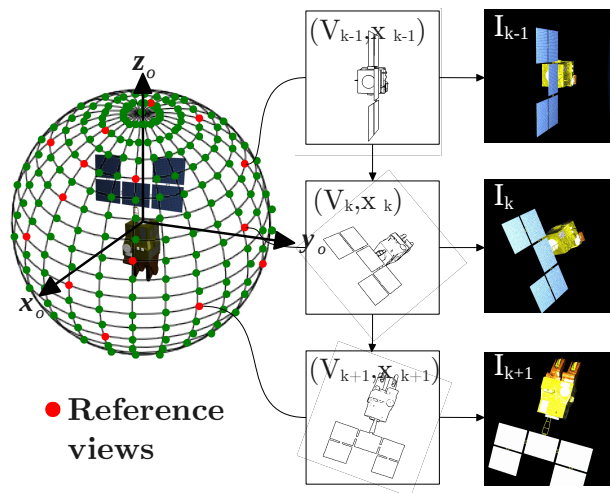 z_o
y_o
x_o
Reference
views
(V_{k-1},x_{k-1})
I_{k-1}
(V_k,x_k)
I_k
(V_{k+1},x_{k+1})
I_{k+1}